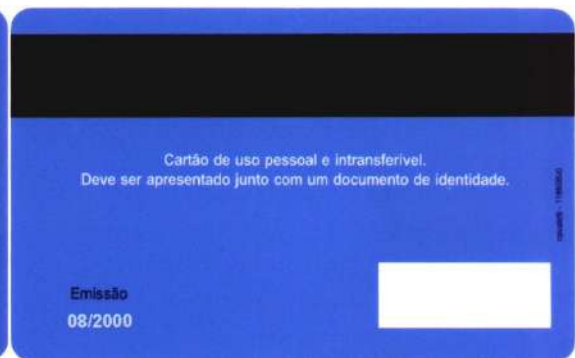 Cartão de uso pessoal e intransferível.
Deve ser apresentado junto com um documento de identidade.
Emissão
08/2000